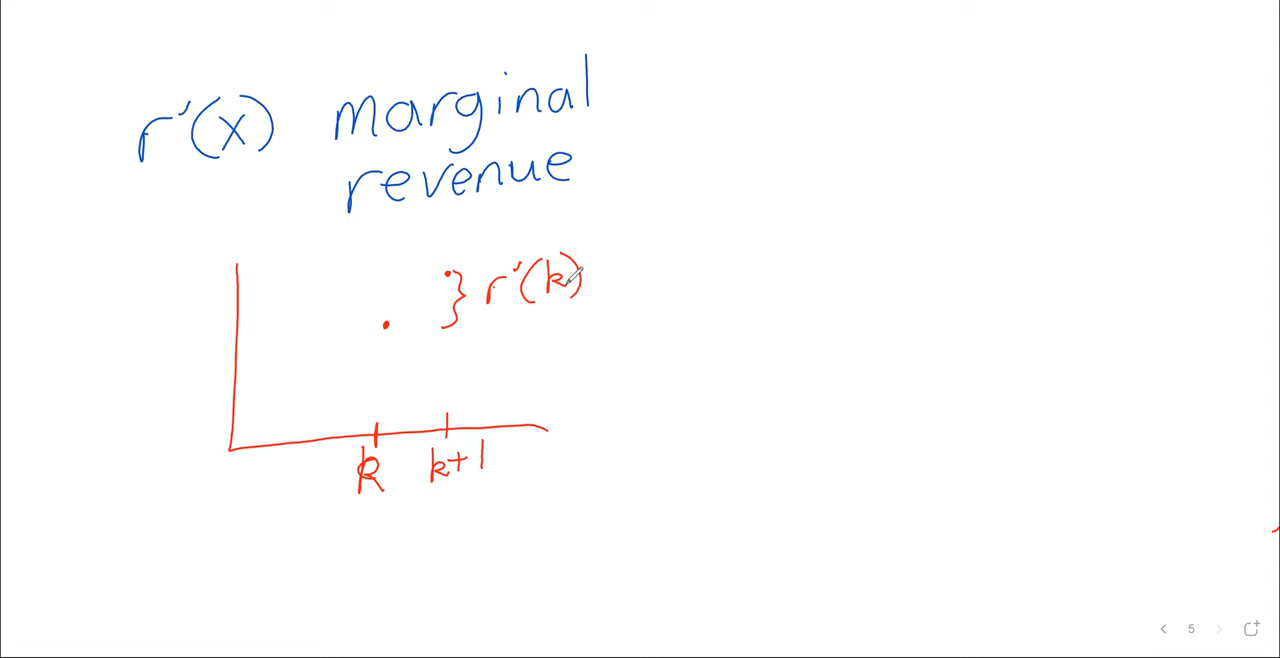 r'(x) marginal
revenue
} r'(k)
k k+1
5